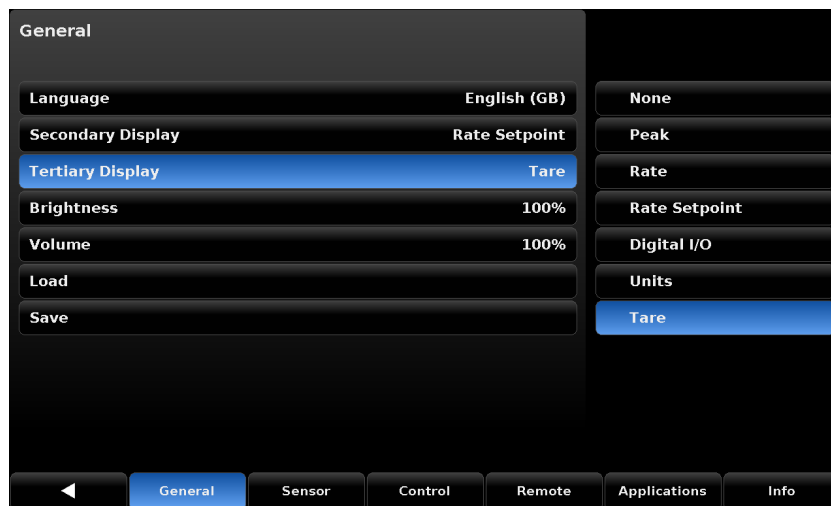 General
Language English (GB)
Secondary Display Rate Setpoint
Tertiary Display Tare
Brightness 100%
Volume 100%
Load
Save
None
Peak
Rate
Rate Setpoint
Digital I/O
Units
Tare
General Sensor Control Remote Applications Info